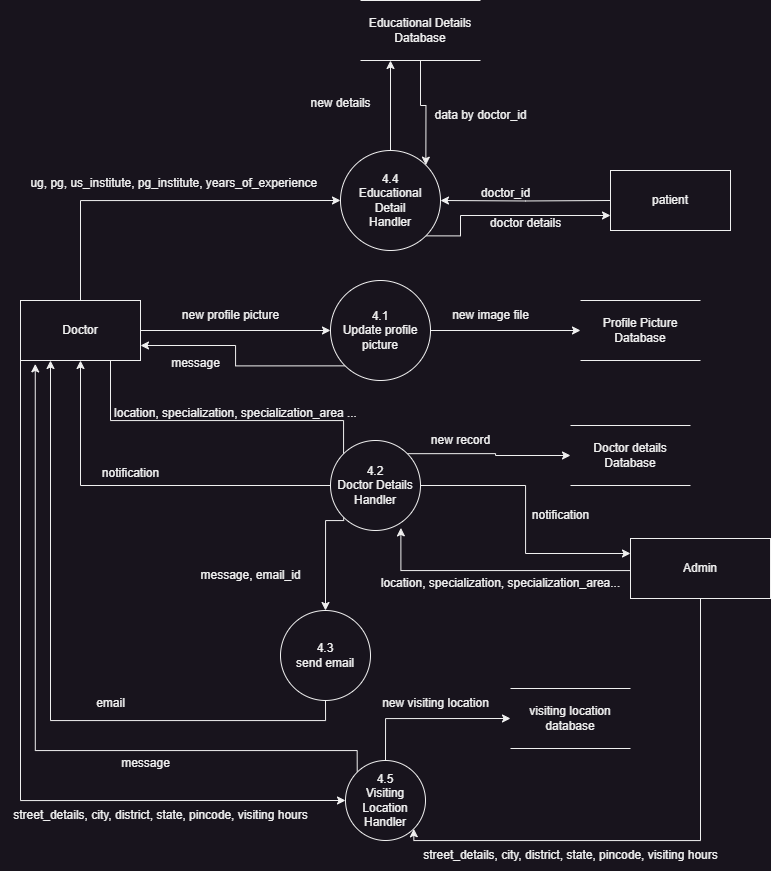 Educational Details
Database
new details
data by doctor_id
4.4
Educational
Detail
Handler
ug, pg, us_institute, pg_institute, years_of_experience
doctor_id
patient
doctor details
Doctor
new profile picture
4.1
Update profile
picture
new image file
Profile Picture
Database
message
location, specialization, specialization_area ...
new record
Doctor details
Database
4.2
Doctor Details
Handler
notification
notification
Admin
message, email_id
location, specialization, specialization_area...
4.3
send email
email
new visiting location
visiting location
database
message
4.5
Visiting
Location
Handler
street_details, city, district, state, pincode, visiting hours
street_details, city, district, state, pincode, visiting hours